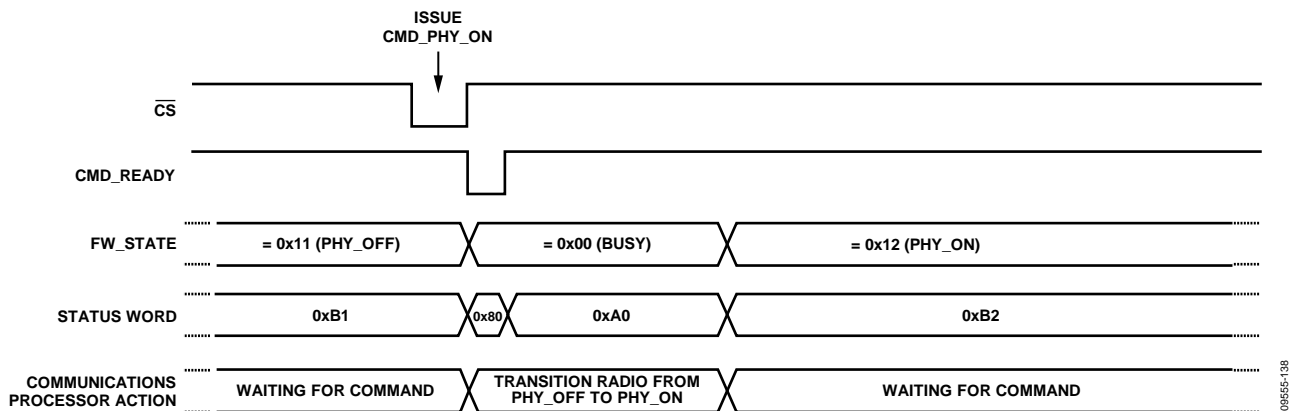 ISSUE
CMD_PHY_ON
CS
CMD_READY
FW_STATE
= 0x11 (PHY_OFF)
= 0x00 (BUSY)
= 0x12 (PHY_ON)
STATUS WORD
0xB1
0x80
0xA0
0xB2
COMMUNICATIONS
PROCESSOR ACTION
WAITING FOR COMMAND
TRANSITION RADIO FROM
PHY_OFF TO PHY_ON
WAITING FOR COMMAND
09555-138